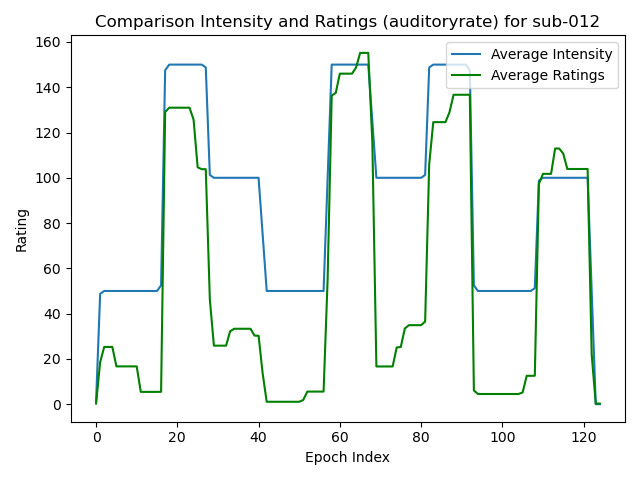 Comparison Intensity and Ratings (auditoryrate) for sub-012
Average Intensity
Average Ratings
160
140
120
100
80
60
40
20
0
Rating
0 20 40 60 80 100 120
Epoch Index